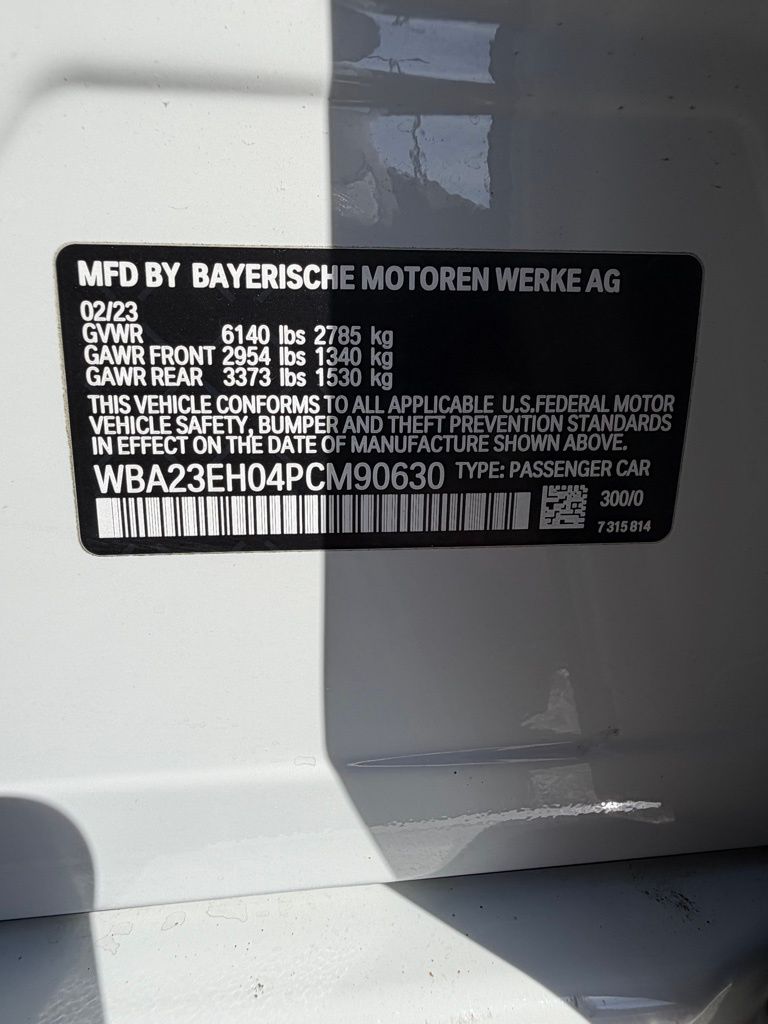 MFD BY BAYERISCHE MOTOREN WERKE AG
02/23
GVWR 6140 lbs 2785 kg
GAWR FRONT 2954 lbs 1340 kg
GAWR REAR 3373 lbs 1530 kg
THIS VEHICLE CONFORMS TO ALL APPLICABLE U.S.FEDERAL MOTOR
VEHICLE SAFETY, BUMPER AND THEFT PREVENTION STANDARDS
IN EFFECT ON THE DATE OF MANUFACTURE SHOWN ABOVE.
WBA23EH04PCM90630 TYPE: PASSENGER CAR
300/0
7 315 814